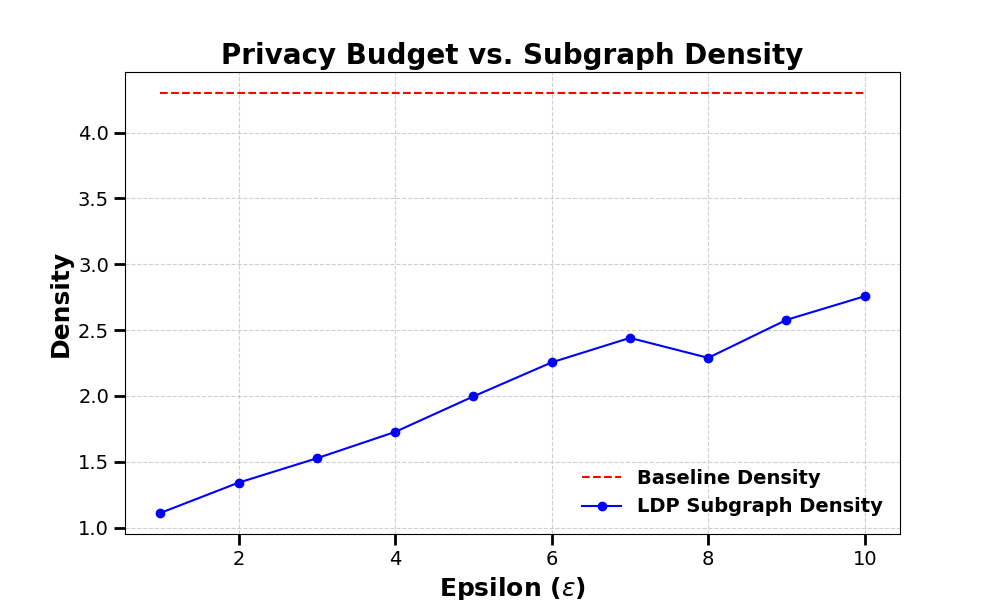 Privacy Budget vs. Subgraph Density
Density
4.0
3.5
3.0
2.5
2.0
1.5
1.0
Baseline Density
LDP Subgraph Density
2 4 6 8 10
Epsilon (ε)